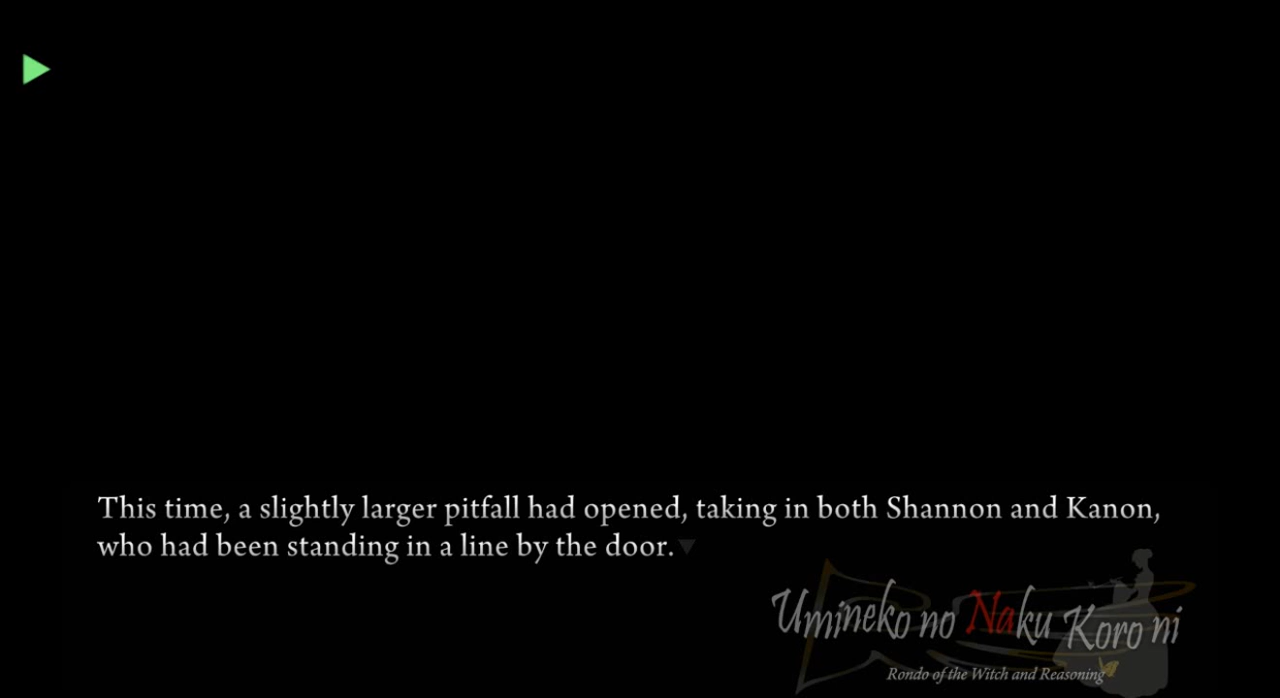 This time, a slightly larger pitfall had opened, taking in both Shannon and Kanon,
who had been standing in a line by the door.
Umineko no Naku Koro ni
Rondo of the Witch and Reasoning